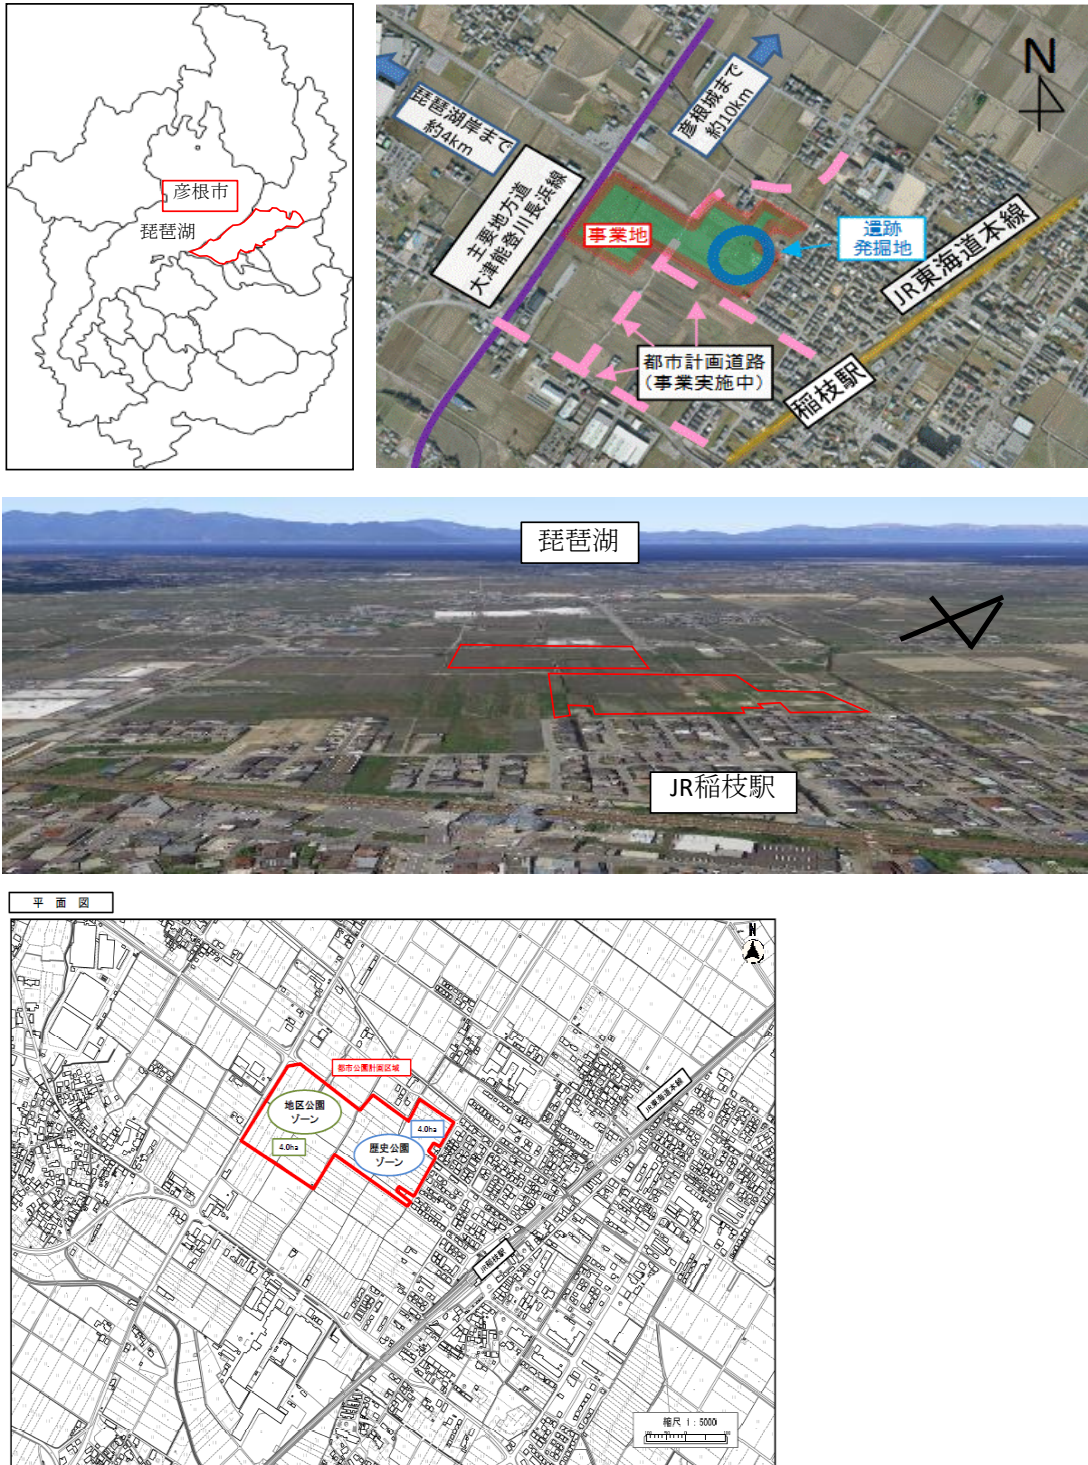 彦根市
琵琶湖
琵琶湖岸まで
約4km
彦根城まで
約10km
N
主要地方道
大津能登川長浜線
事業地
遺跡
発掘地
JR東海道本線
都市計画道路
(事業実施中)
稲枝駅
琵琶湖
JR稲枝駅
平面図
N
都市公園計画区域
地区公園
ゾーン
4.0ha
4.0ha
歴史公園
ゾーン
JR東海道本線
JR稲枝駅
縮尺 1:5000